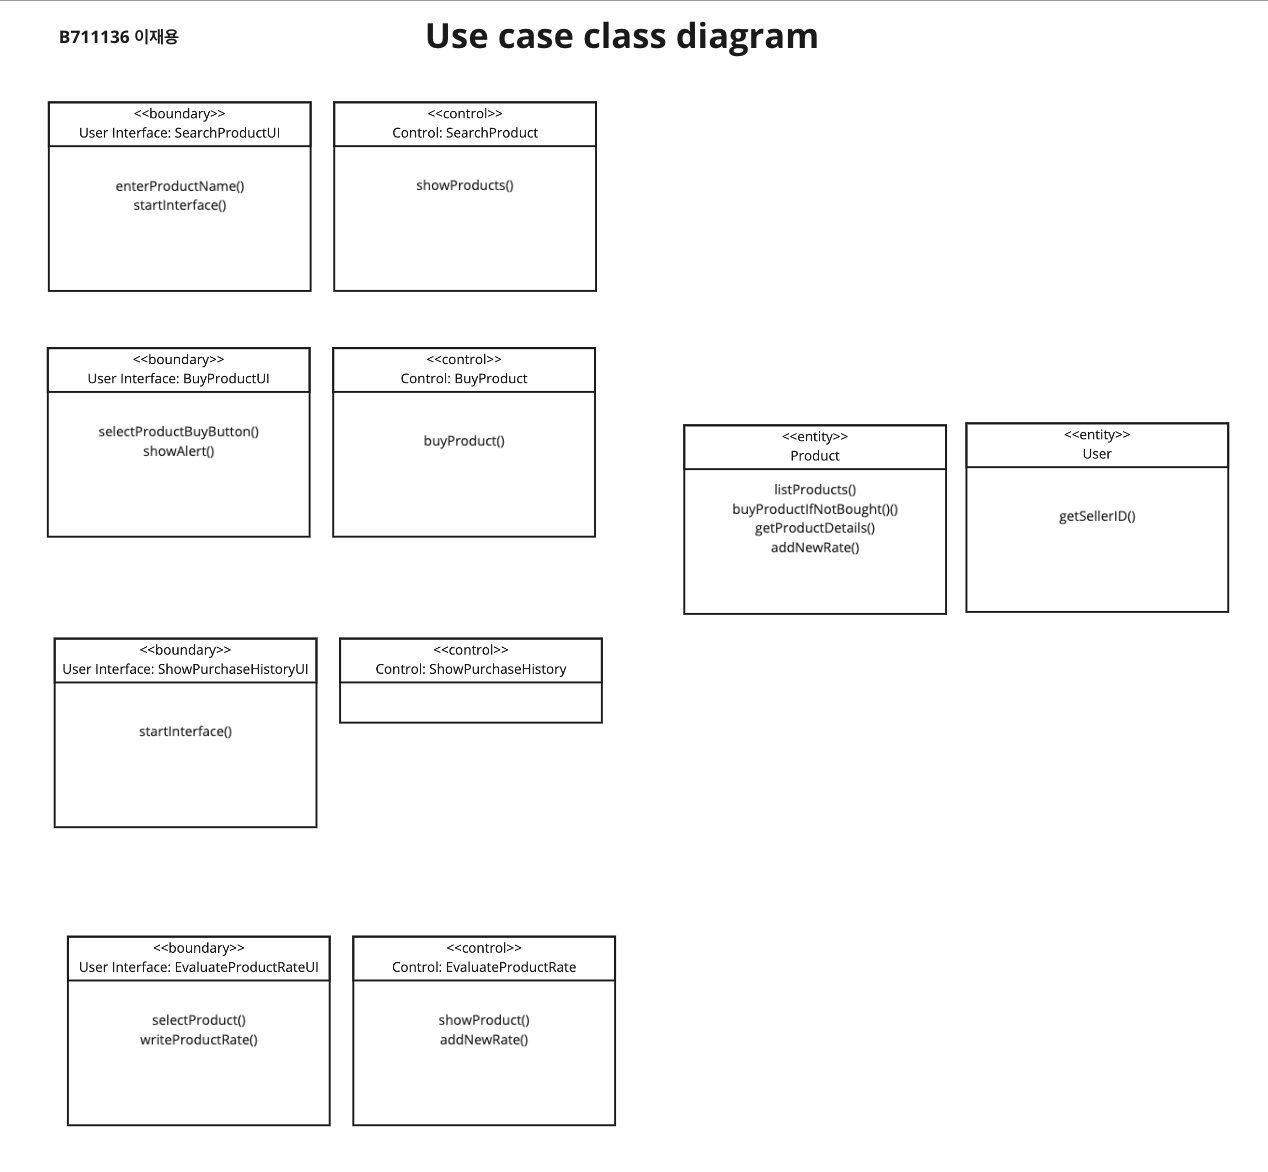 B711136 이재용
Use case class diagram
<<boundary>>
User Interface: SearchProductUI
enterProductName()
startInterface()
<<control>>
Control: SearchProduct
showProducts()
<<boundary>>
User Interface: BuyProductUI
selectProductBuyButton()
showAlert()
<<control>>
Control: BuyProduct
buyProduct()
<<entity>>
Product
listProducts()
buyProductIfNotBought()()
getProductDetails()
addNewRate()
<<entity>>
User
getSellerID()
<<boundary>>
User Interface: ShowPurchaseHistoryUI
startInterface()
<<control>>
Control: ShowPurchaseHistory
<<boundary>>
User Interface: EvaluateProductRateUI
selectProduct()
writeProductRate()
<<control>>
Control: EvaluateProductRate
showProduct()
addNewRate()